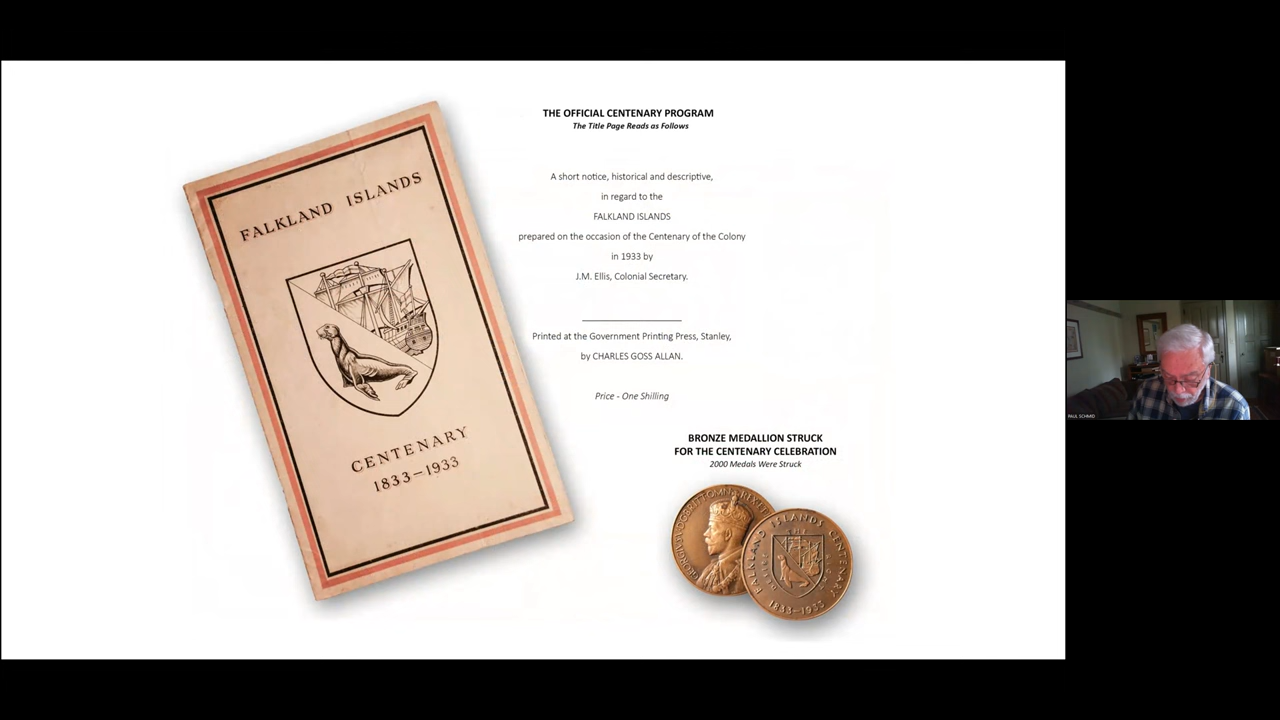 FALKLAND ISLANDS
CENTENARY
1833–1933
THE OFFICIAL CENTENARY PROGRAM
The Title Page Reads as Follows
A short notice, historical and descriptive,
in regard to the
FALKLAND ISLANDS
prepared on the occasion of the Centenary of the Colony
in 1933 by
J.M. Ellis, Colonial Secretary.
Printed at the Government Printing Press, Stanley,
by CHARLES GOSS ALLAN.
Price - One Shilling
BRONZE MEDALLION STRUCK
FOR THE CENTENARY CELEBRATION
2000 Medals Were Struck
FALKLAND ISLANDS CENTENARY
1833–1933
PAUL SCHMID